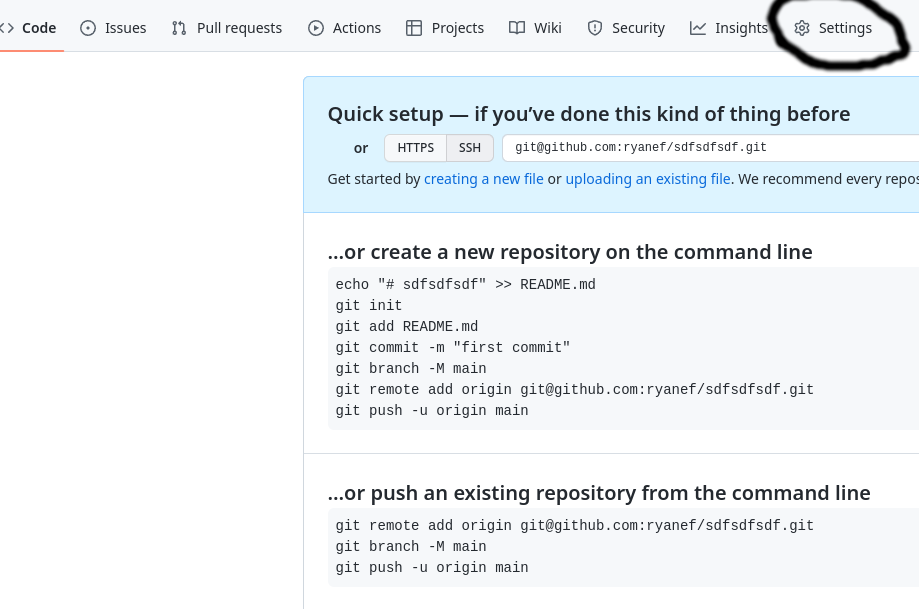 Code Issues Pull requests Actions Projects Wiki Security Insights Settings
Quick setup — if you’ve done this kind of thing before
or HTTPS SSH git@github.com:ryanef/sdfsdfsdf.git
Get started by creating a new file or uploading an existing file. We recommend every repos
…or create a new repository on the command line
echo "# sdfsdfsdf" >> README.md
git init
git add README.md
git commit -m "first commit"
git branch -M main
git remote add origin git@github.com:ryanef/sdfsdfsdf.git
git push -u origin main
…or push an existing repository from the command line
git remote add origin git@github.com:ryanef/sdfsdfsdf.git
git branch -M main
git push -u origin main